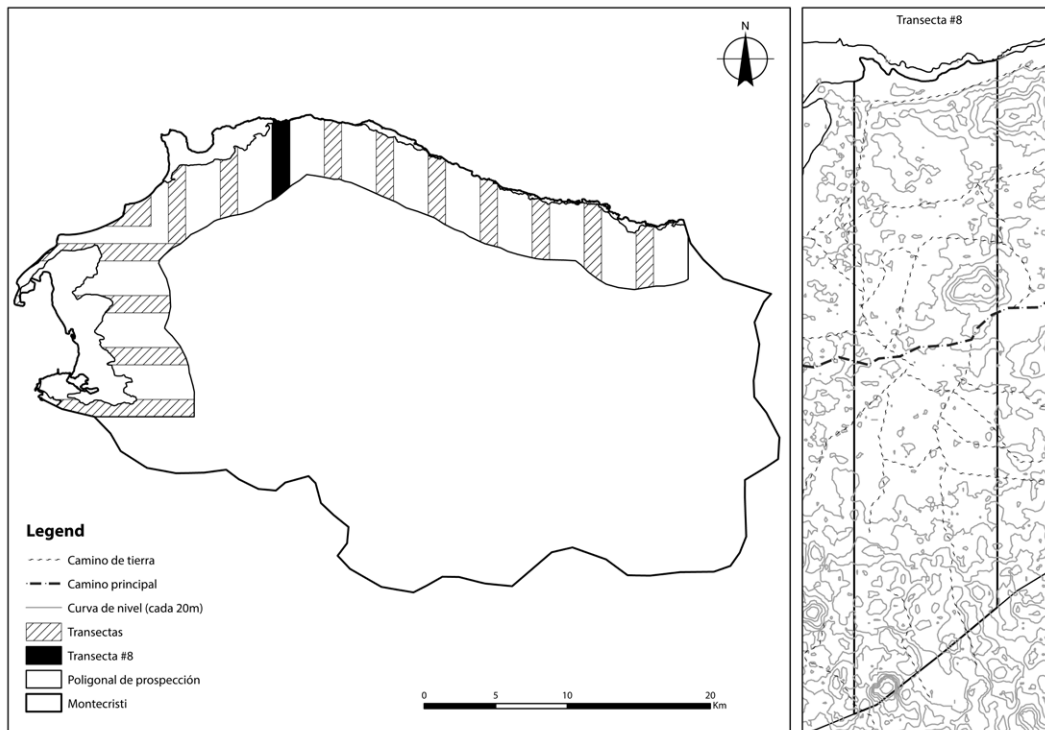 Transecta #8
N
Legend
Camino de tierra
Camino principal
Curva de nivel (cada 20m)
Transectas
Transecta #8
Poligonal de prospección
Montecristi
0 5 10 20
Km